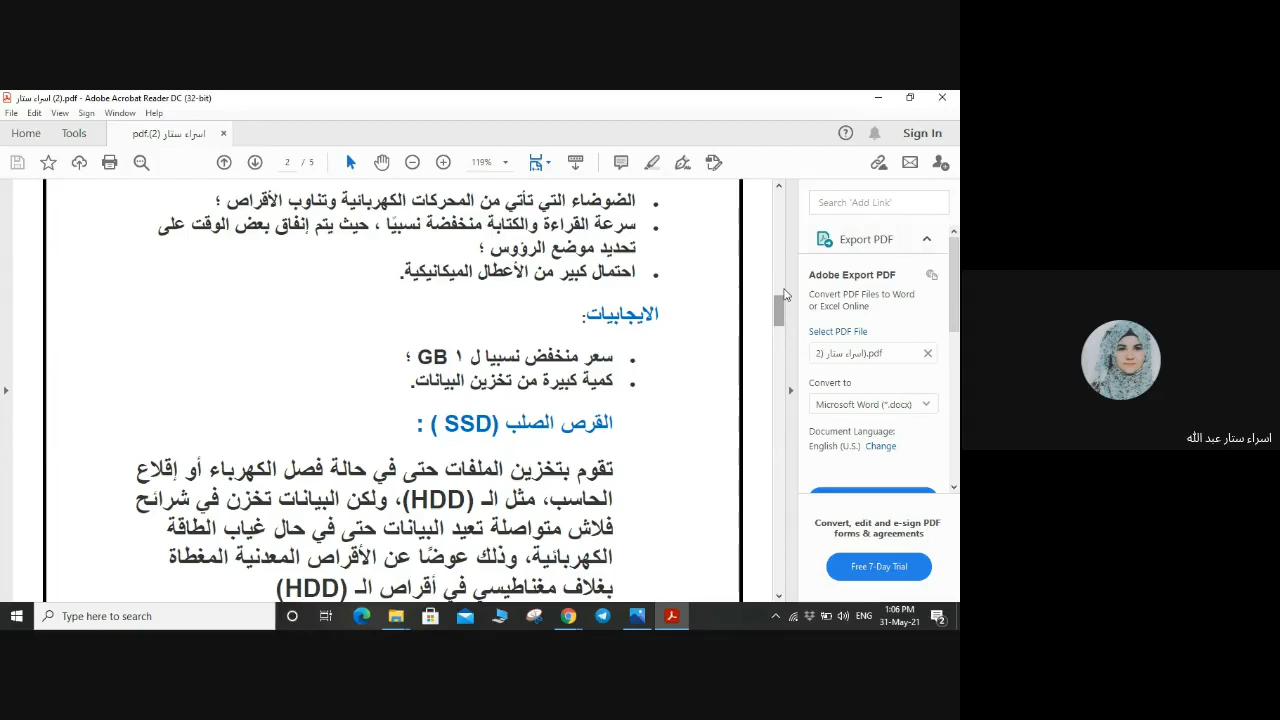 اسراء ستار (2).pdf - Adobe Acrobat Reader DC (32-bit)
File Edit View Sign Window Help
Home Tools
اسراء ستار (2).pdf ×
Sign In
2 / 5
119%
• الضوضاء التي تأتي من المحركات الكهربائية وتناوب الأقراص ؛
• سرعة القراءة والكتابة منخفضة نسبيًا ، حيث يتم إنفاق بعض الوقت على
تحديد موضع الرؤوس ؛
• احتمال كبير من الأعطال الميكانيكية.
الايجابيات:
• سعر منخفض نسبيا ل ١ GB ؛
• كمية كبيرة من تخزين البيانات.
القرص الصلب (SSD ) :
تقوم بتخزين الملفات حتى في حالة فصل الكهرباء أو إقلاع
الحاسب، مثل الـ (HDD)، ولكن البيانات تخزن في شرائح
فلاش متواصلة تعيد البيانات حتى في حال غياب الطاقة
الكهربائية، وذلك عوضًا عن الأقراص المعدنية المغطاة
بغلاف مغناطيسي في أقراص الـ (HDD)
Search 'Add Link'
Export PDF
Adobe Export PDF
Convert PDF Files to Word
or Excel Online
Select PDF File
اسراء ستار) 2).pdf
Convert to
Microsoft Word (*.docx)
Document Language:
English (U.S.) Change
Convert, edit and e-sign PDF
forms & agreements
Free 7-Day Trial
اسراء ستار عبد الله
Type here to search
ENG
1:06 PM
31-May-21
2